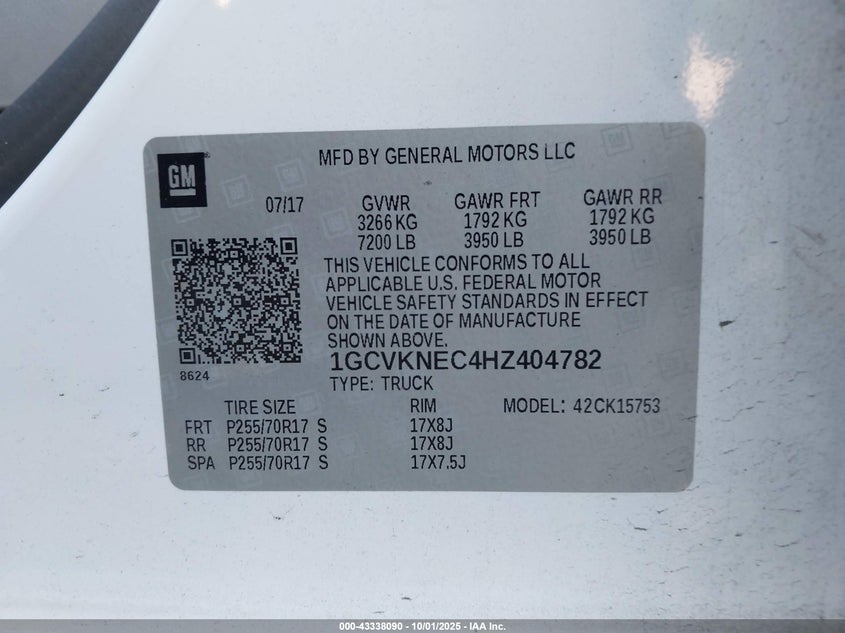 GM
MFD BY GENERAL MOTORS LLC
07/17 GVWR GAWR FRT GAWR RR
3266 KG 1792 KG 1792 KG
7200 LB 3950 LB 3950 LB
THIS VEHICLE CONFORMS TO ALL
APPLICABLE U.S. FEDERAL MOTOR
VEHICLE SAFETY STANDARDS IN EFFECT
ON THE DATE OF MANUFACTURE
SHOWN ABOVE.
8624
1GCVKNEC4HZ404782
TYPE: TRUCK
TIRE SIZE RIM MODEL: 42CK15753
FRT P255/70R17 S 17X8J
RR P255/70R17 S 17X8J
SPA P255/70R17 S 17X7.5J
000-43338090 - 10/01/2025 - IAA Inc.